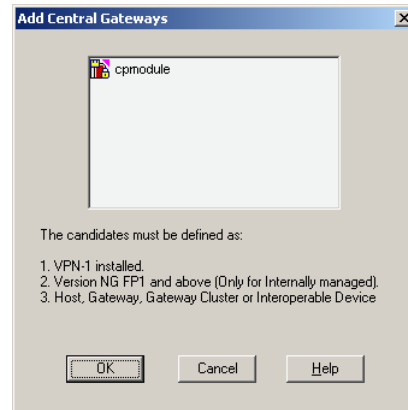 Add Central Gateways
cpmodule
The candidates must be defined as:
1. VPN-1 installed.
2. Version NG FP1 and above (Only for Internally managed).
3. Host, Gateway, Gateway Cluster or Interoperable Device
OK Cancel Help